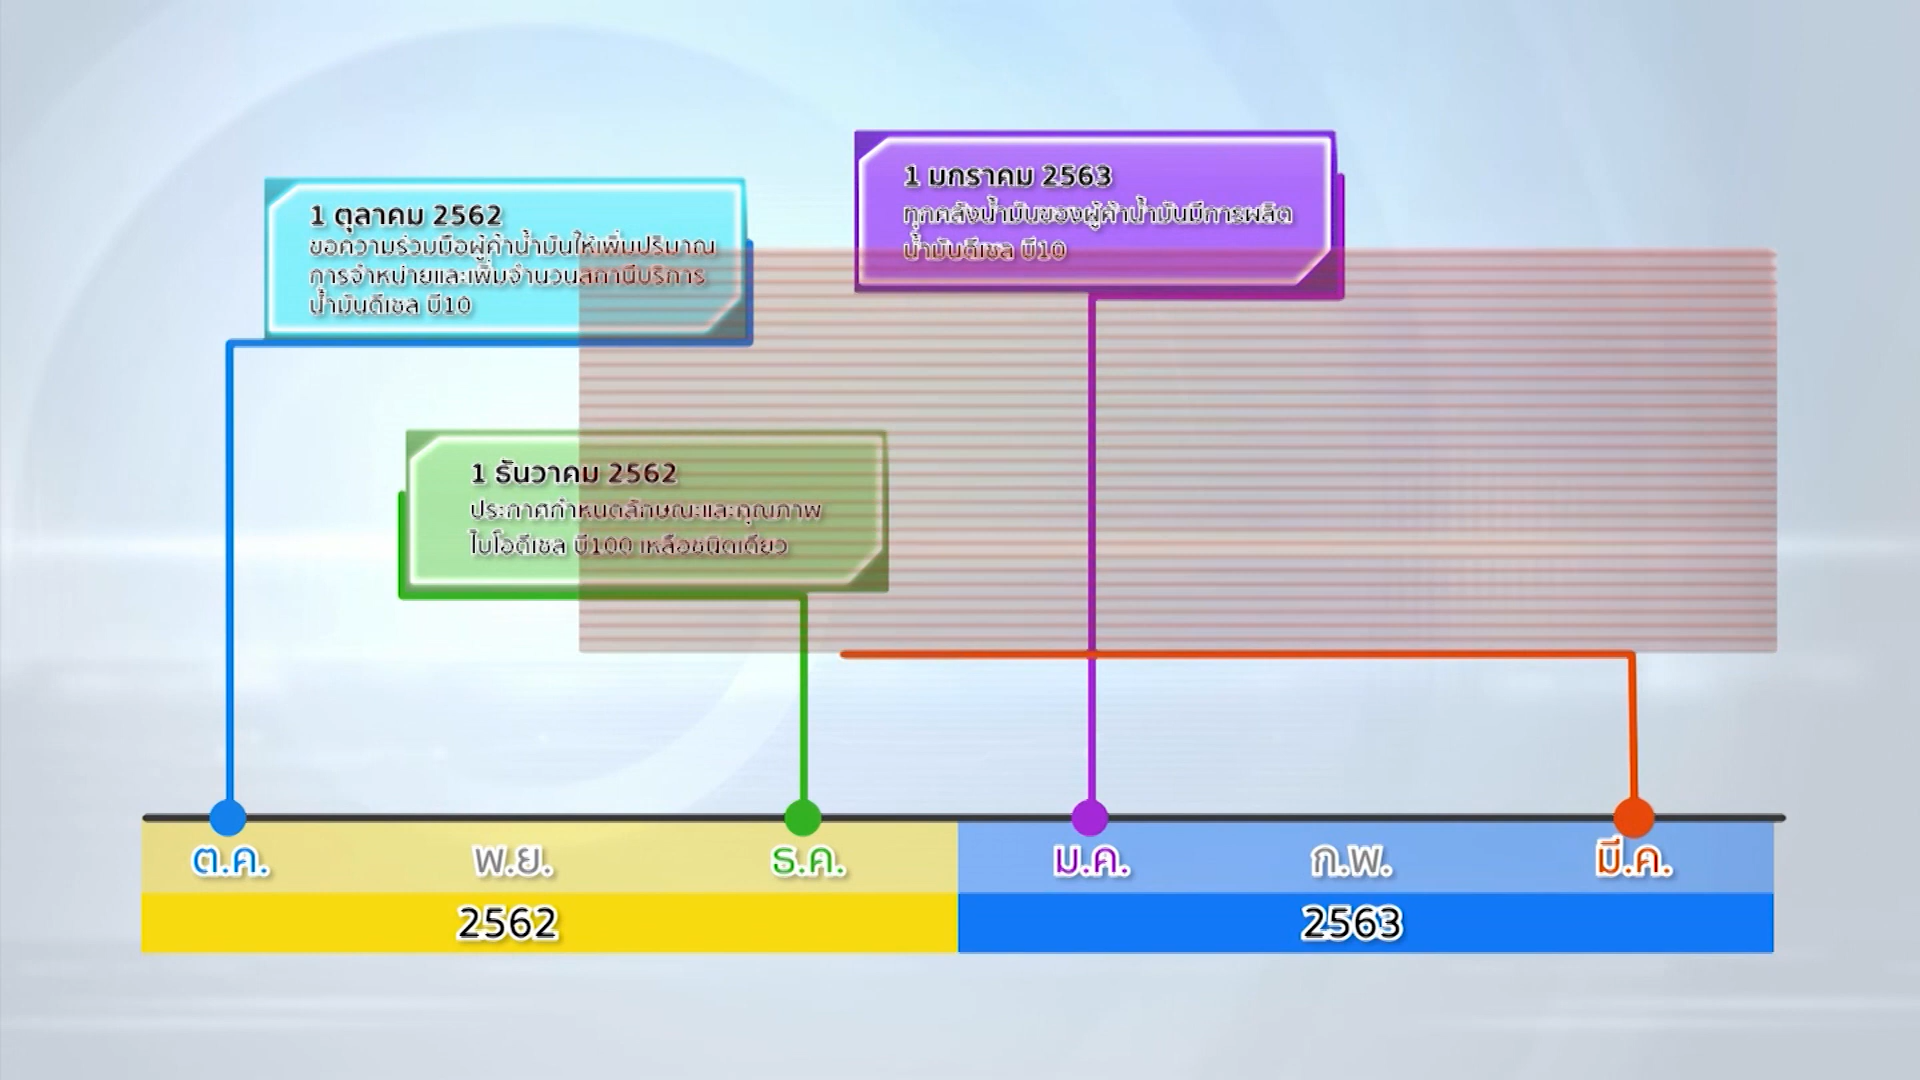 1 ตุลาคม 2562
ขอความร่วมมือผู้ค้าน้ำมันให้เพิ่มปริมาณ
การจำหน่ายและเพิ่มจำนวนสถานีบริการ
น้ำมันดีเซล บี10
1 มกราคม 2563
ทุกคลังน้ำมันของผู้ค้าน้ำมันมีการผลิต
น้ำมันดีเซล บี10
1 ธันวาคม 2562
ประกาศกำหนดลักษณะและคุณภาพ
ไบโอดีเซล บี100 เหลือชนิดเดียว
ต.ค. พ.ย. ธ.ค. ม.ค. ก.พ. มี.ค.
2562 2563